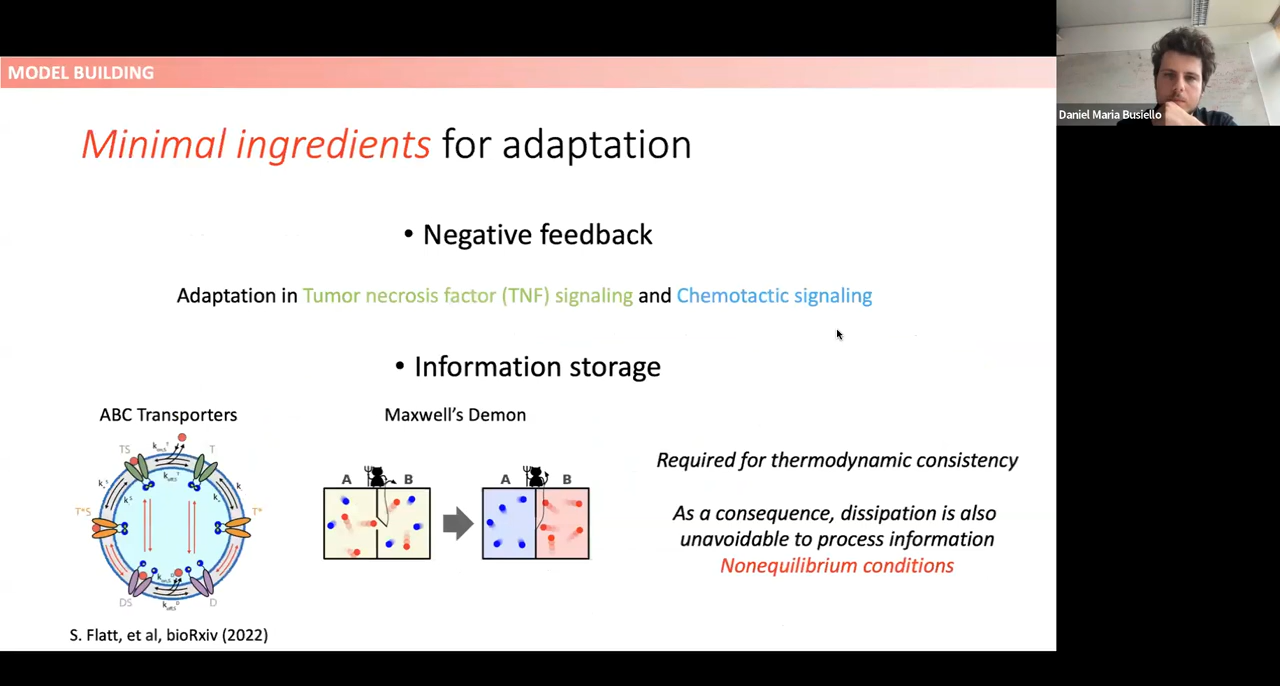 MODEL BUILDING
Daniel Maria Busiello
Minimal ingredients for adaptation
• Negative feedback
Adaptation in Tumor necrosis factor (TNF) signaling and Chemotactic signaling
• Information storage
ABC Transporters
Maxwell's Demon
TS
T
T*S
T*
DS
D
A
B
A
B
Required for thermodynamic consistency
As a consequence, dissipation is also
unavoidable to process information
Nonequilibrium conditions
S. Flatt, et al, bioRxiv (2022)